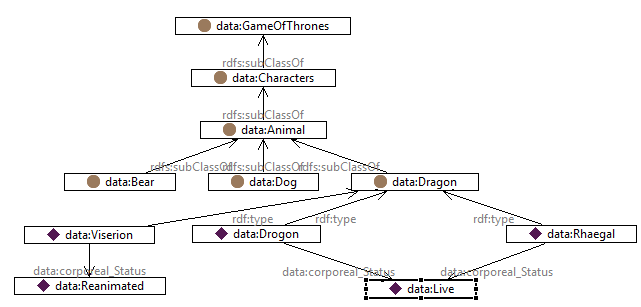 data:GameOfThrones
rdfs:subClassOf
data:Characters
rdfs:subClassOf
data:Animal
rdfs:subClassOf rdfs:subClassOf rdfs:subClassOf
data:Bear data:Dog data:Dragon
rdf:type rdf:type rdf:type
data:Viserion data:Drogon data:Rhaegal
data:corporeal_Status data:corporeal_Status data:corporeal_Status
data:Reanimated data:Live